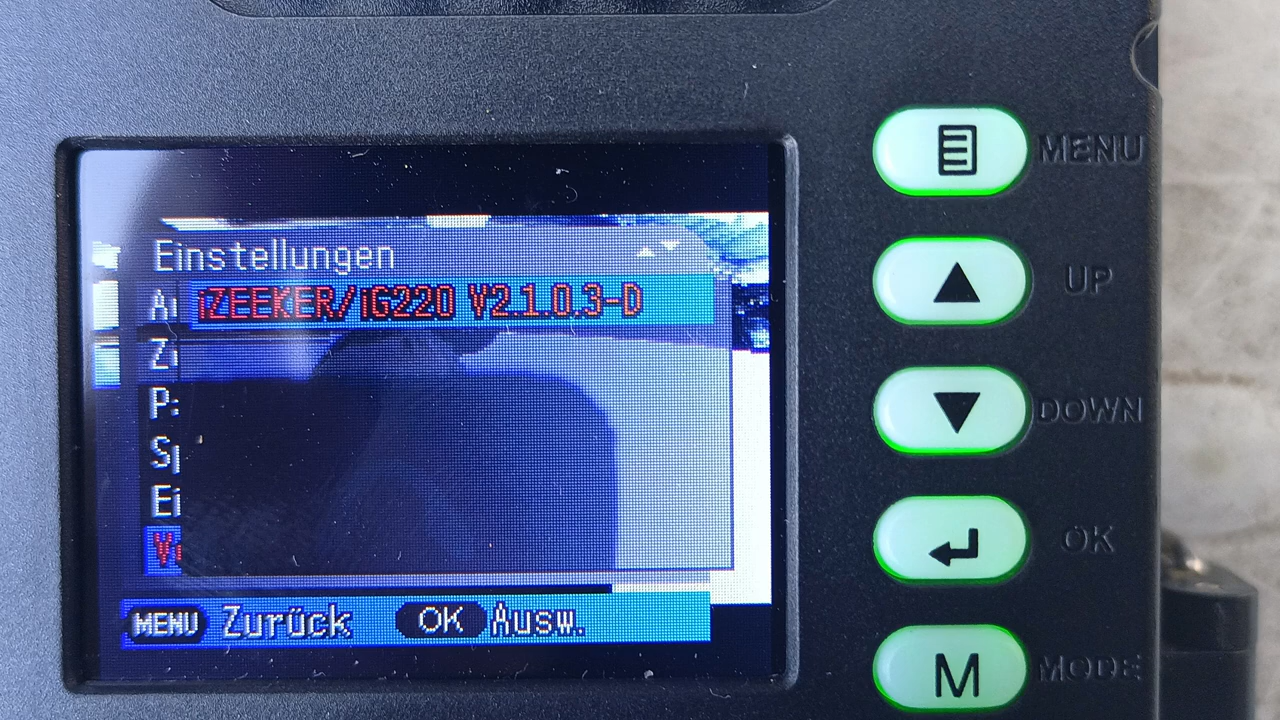 MENU
UP
DOWN
OK
M MODE
Einstellungen
iZEEKER/iG220 V2.1.0.3-D
MENU Zurück OK Ausw.